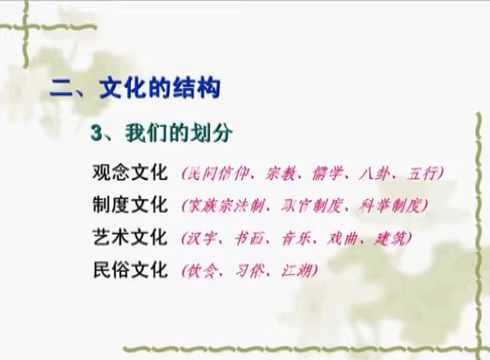 二、文化的结构
3、我们的划分
观念文化 (民间信仰、宗教、儒学、八卦、五行)
制度文化 (家族宗法制、职官制度、科举制度)
艺术文化 (汉字、书画、音乐、戏曲、建筑)
民俗文化 (饮食、习俗、江湖)